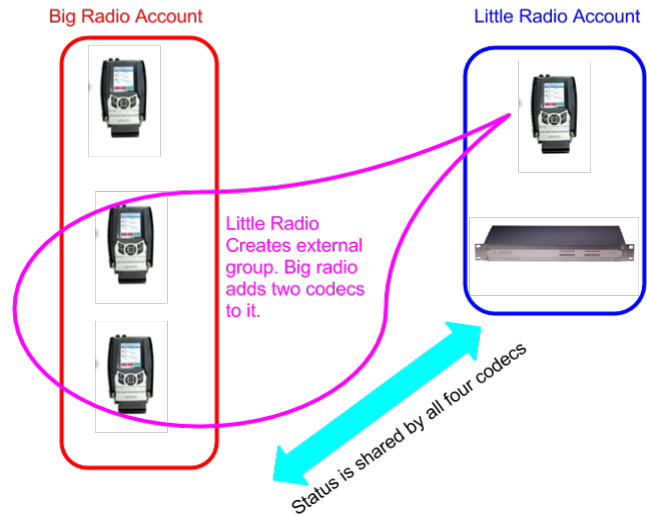 Big Radio Account
Little Radio Account
Little Radio
Creates external
group. Big radio
adds two codecs
to it.
Status is shared by all four codecs